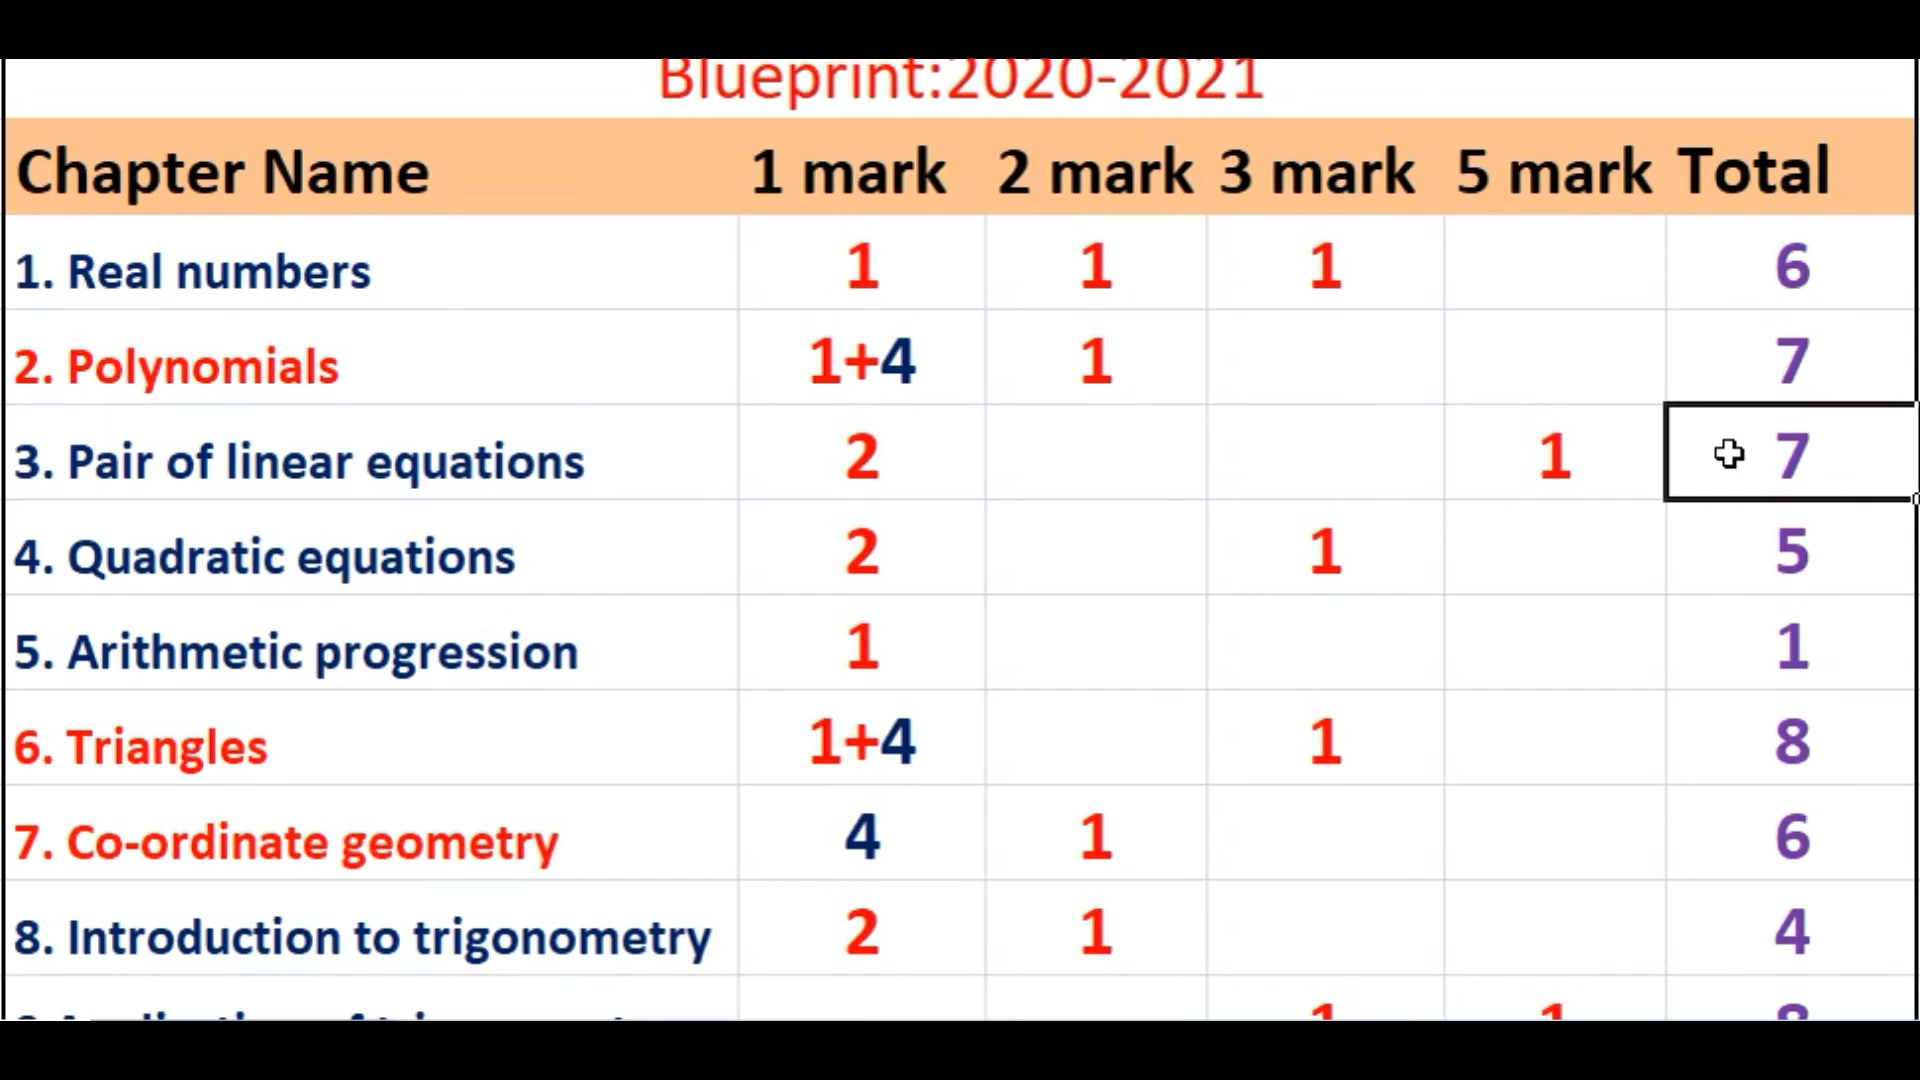 Blueprint:2020-2021
Chapter Name 1 mark 2 mark 3 mark 5 mark Total
1. Real numbers 1 1 1 6
2. Polynomials 1+4 1 7
3. Pair of linear equations 2 1 7
4. Quadratic equations 2 1 5
5. Arithmetic progression 1 1
6. Triangles 1+4 1 8
7. Co-ordinate geometry 4 1 6
8. Introduction to trigonometry 2 1 4
1 1 8